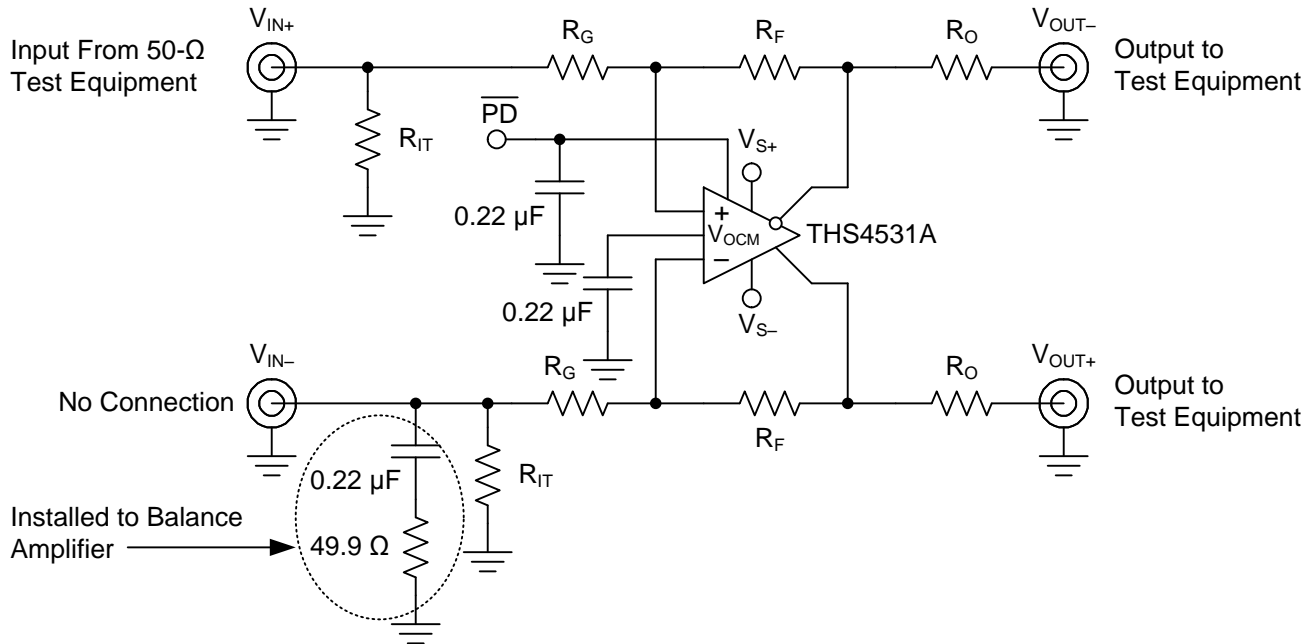 V_IN+
Input From 50-Ω
Test Equipment
R_IT
R_G
R_F
R_O
V_OUT–
Output to
Test Equipment
PD
0.22 µF
0.22 µF
V_S+
+
V_OCM
–
THS4531A
V_S–
V_IN–
No Connection
R_G
R_F
R_O
V_OUT+
Output to
Test Equipment
0.22 µF
R_IT
49.9 Ω
Installed to Balance
Amplifier